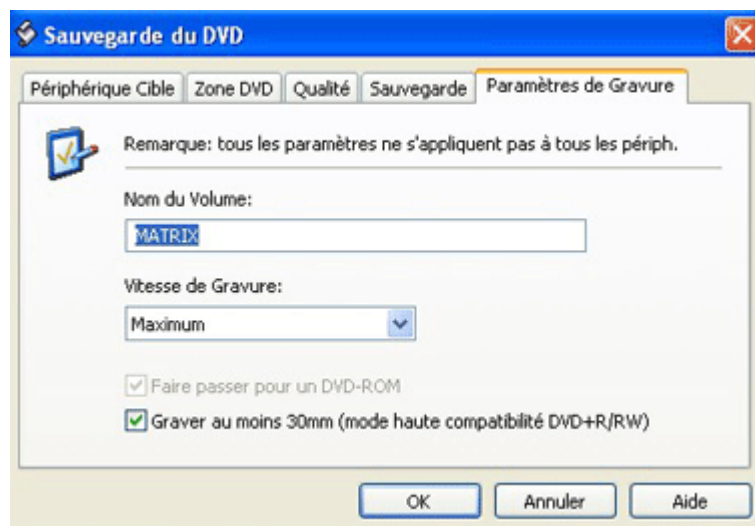 Sauvegarde du DVD
Périphérique Cible Zone DVD Qualité Sauvegarde Paramètres de Gravure
Remarque: tous les paramètres ne s'appliquent pas à tous les périph.
Nom du Volume:
MATRIX
Vitesse de Gravure:
Maximum
Faire passer pour un DVD-ROM
Graver au moins 30mm (mode haute compatibilité DVD+R/RW)
OK Annuler Aide